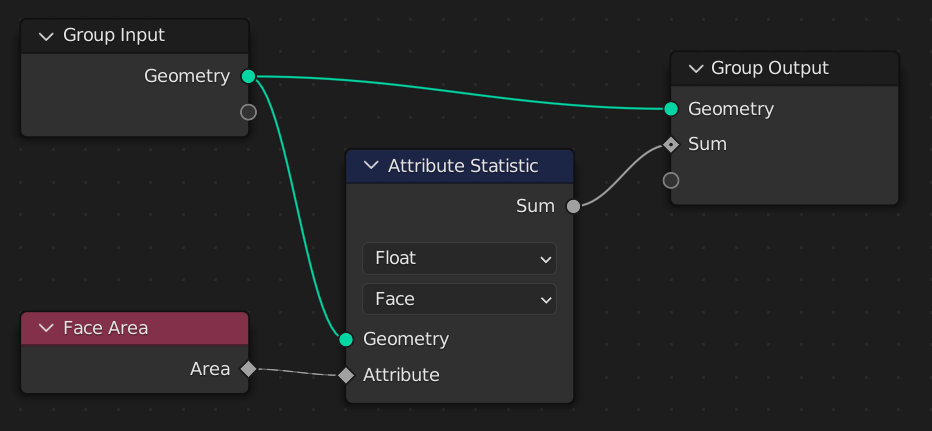 Group Input
Geometry
Group Output
Geometry
Sum
Attribute Statistic
Sum
Float
Face
Geometry
Attribute
Face Area
Area